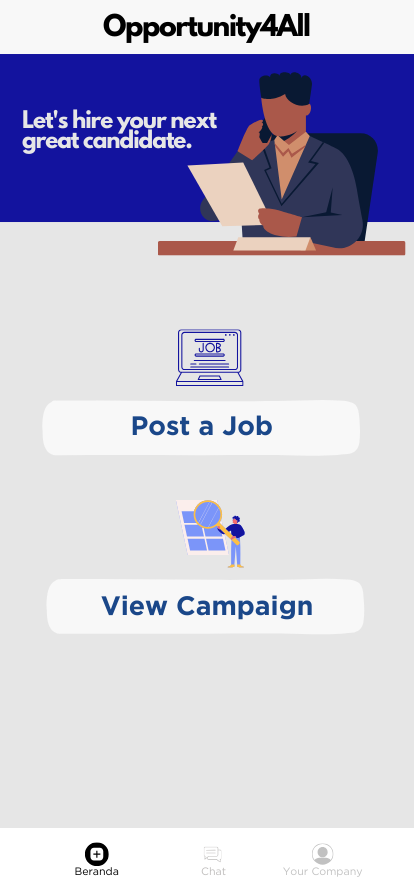 Opportunity4All
Let's hire your next
great candidate.
JOB
Post a Job
View Campaign
Beranda
Chat
Your Company